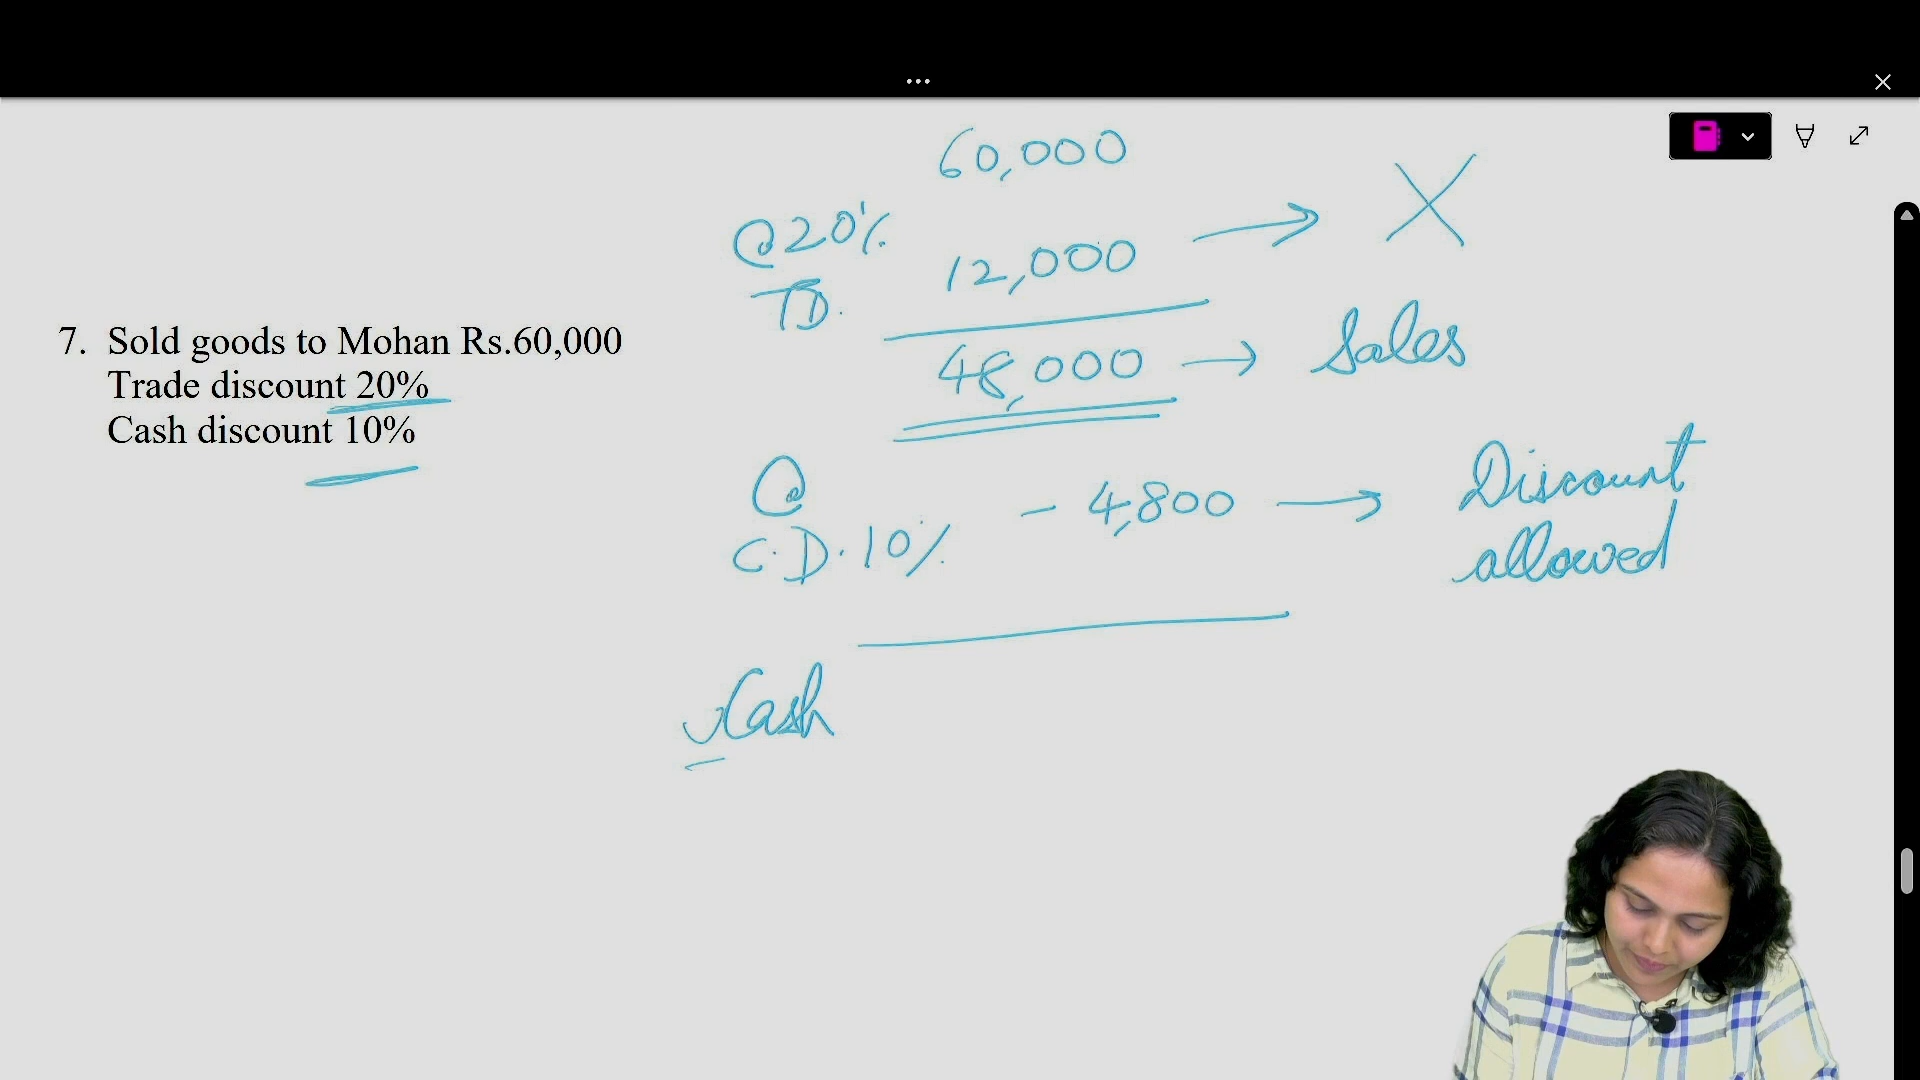 7. Sold goods to Mohan Rs.60,000
Trade discount 20%
Cash discount 10%
60,000
@20% 12,000 → X
TD.
48,000 → Sales
@ - 4,800 → Discount
C.D.10% allowed
Cash